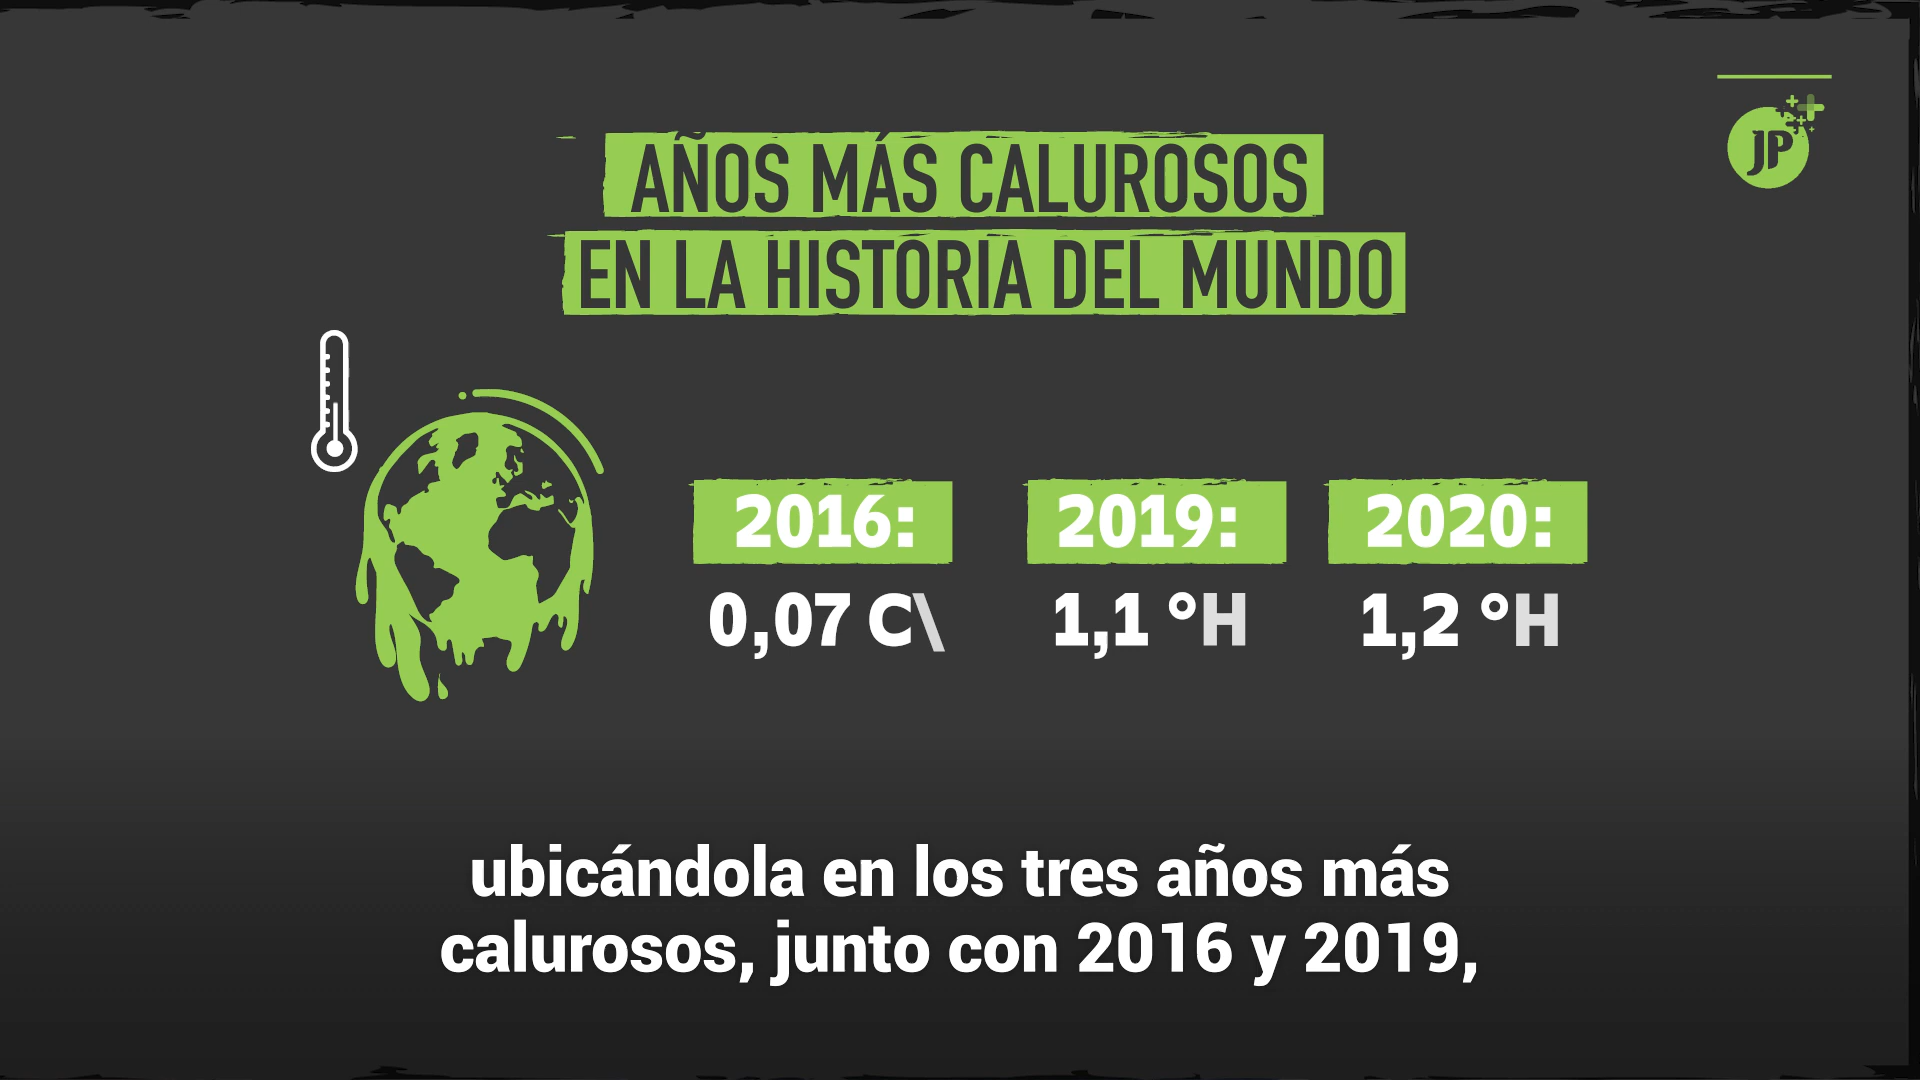 JP
AÑOS MÁS CALUROSOS
EN LA HISTORIA DEL MUNDO
2016: 2019: 2020:
0,07 C\ 1,1 °H 1,2 °H
ubicándola en los tres años más
calurosos, junto con 2016 y 2019,